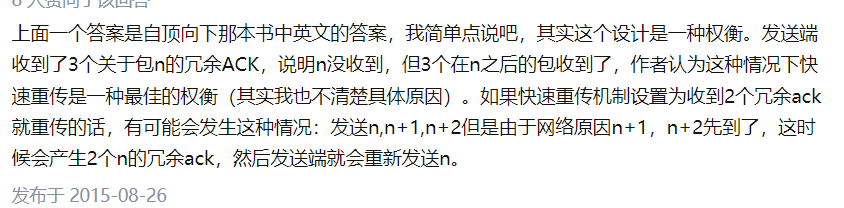 上面一个答案是自顶向下那本书中英文的答案，我简单点说吧，其实这个设计是一种权衡。发送端
收到了3个关于包n的冗余ACK，说明n没收到，但3个在n之后的包收到了，作者认为这种情况下快
速重传是一种最佳的权衡（其实我也不清楚具体原因）。如果快速重传机制设置为收到2个冗余ack
就重传的话，有可能会发生这种情况：发送n,n+1,n+2但是由于网络原因n+1，n+2先到了，这时
候会产生2个n的冗余ack，然后发送端就会重新发送n。
发布于 2015-08-26